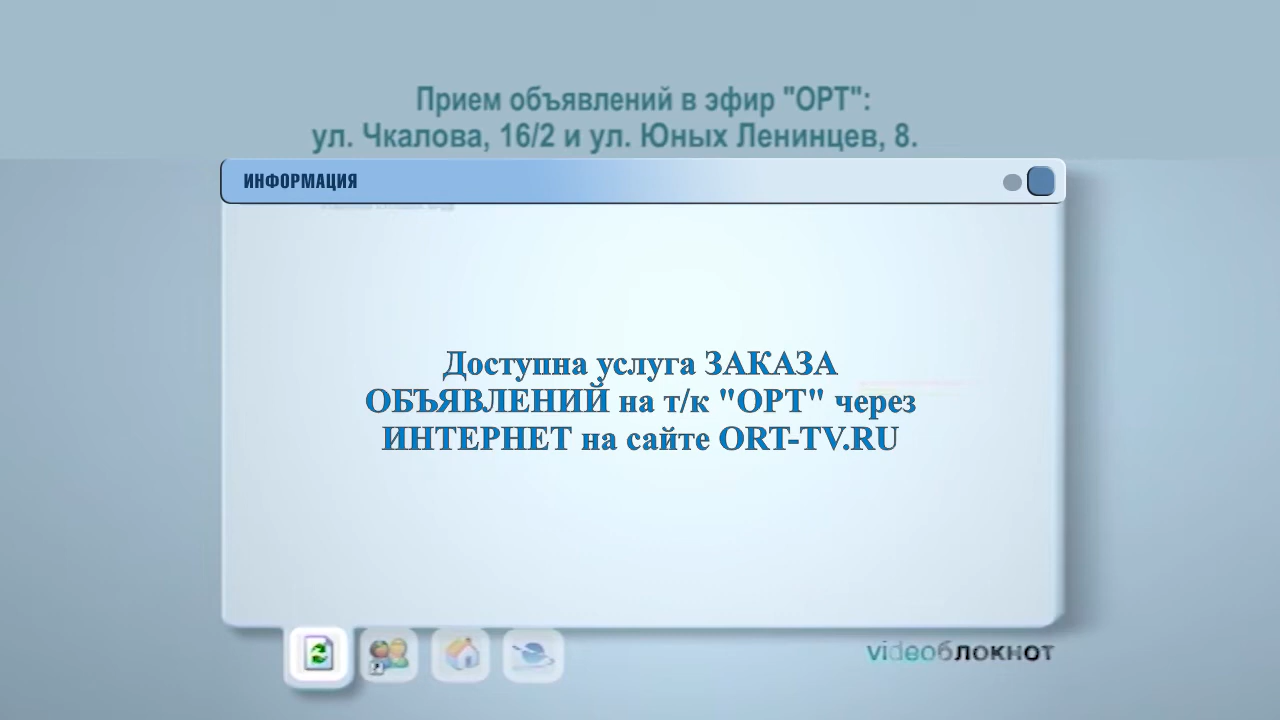 Прием объявлений в эфир "ОРТ":
ул. Чкалова, 16/2 и ул. Юных Ленинцев, 8.
ИНФОРМАЦИЯ
Доступна услуга ЗАКАЗА
ОБЪЯВЛЕНИЙ на т/к "ОРТ" через
ИНТЕРНЕТ на сайте ORT-TV.RU
videoблокнот